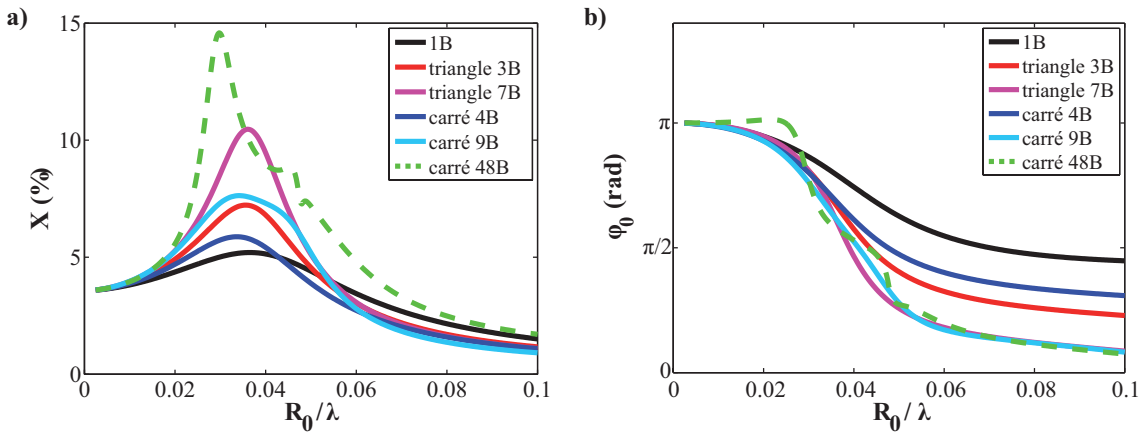 a)
15
10
5
0
X (%)
0
0.02
0.04
0.06
0.08
0.1
R0/λ
1B
triangle 3B
triangle 7B
carré 4B
carré 9B
carré 48B
b)
π
π/2
0
φ0 (rad)
0
0.02
0.04
0.06
0.08
0.1
R0/λ
1B
triangle 3B
triangle 7B
carré 4B
carré 9B
carré 48B